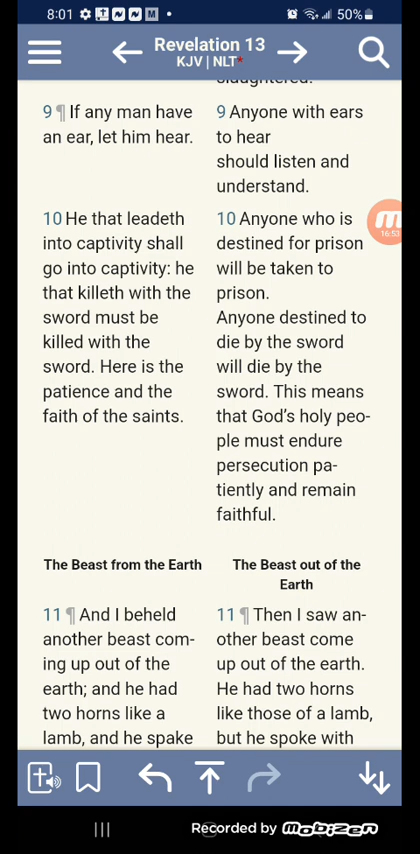 8:01 M 50%
Revelation 13
KJV | NLT*
slaughtered.
9 ¶ If any man have
an ear, let him hear.
9 Anyone with ears
to hear
should listen and
understand.
10 He that leadeth
into captivity shall
go into captivity: he
that killeth with the
sword must be
killed with the
sword. Here is the
patience and the
faith of the saints.
10 Anyone who is
destined for prison
will be taken to
prison.
Anyone destined to
die by the sword
will die by the
sword. This means
that God's holy peo-
ple must endure
persecution pa-
tiently and remain
faithful.
m
16:53
The Beast from the Earth
The Beast out of the
Earth
11 ¶ And I beheld
another beast com-
ing up out of the
earth; and he had
two horns like a
lamb, and he spake
11 ¶ Then I saw an-
other beast come
up out of the earth.
He had two horns
like those of a lamb,
but he spoke with
Recorded by mobizen